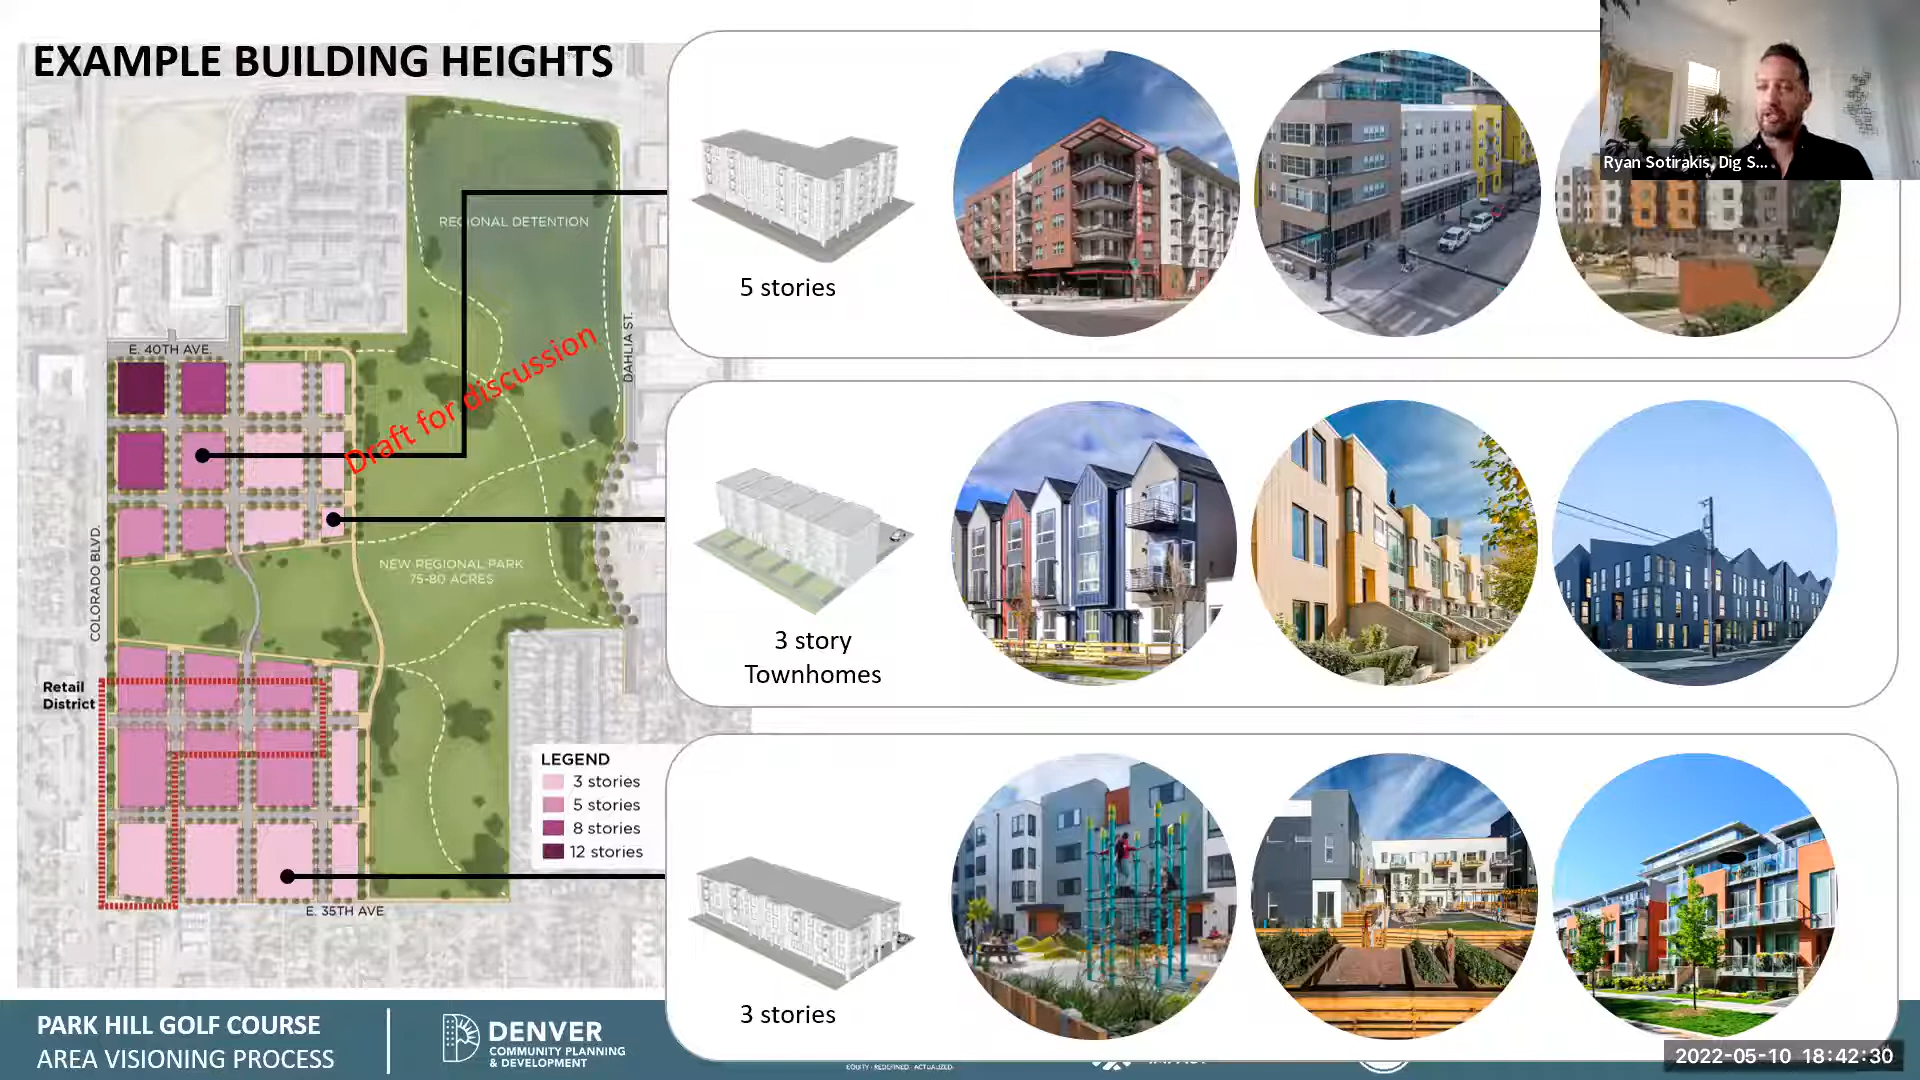 EXAMPLE BUILDING HEIGHTS
Ryan Sotirakis, Dig S...
REGIONAL DETENTION
5 stories
DAHLIA ST.
E. 40TH AVE.
Draft for discussion
COLORADO BLVD.
NEW REGIONAL PARK
75-80 ACRES
3 story
Townhomes
Retail
District
LEGEND
3 stories
5 stories
8 stories
12 stories
E. 35TH AVE
3 stories
PARK HILL GOLF COURSE
AREA VISIONING PROCESS
DENVER
COMMUNITY PLANNING
& DEVELOPMENT
EQUITY · REDEFINED · ACTUALIZED.
2022-05-10 18:42:30